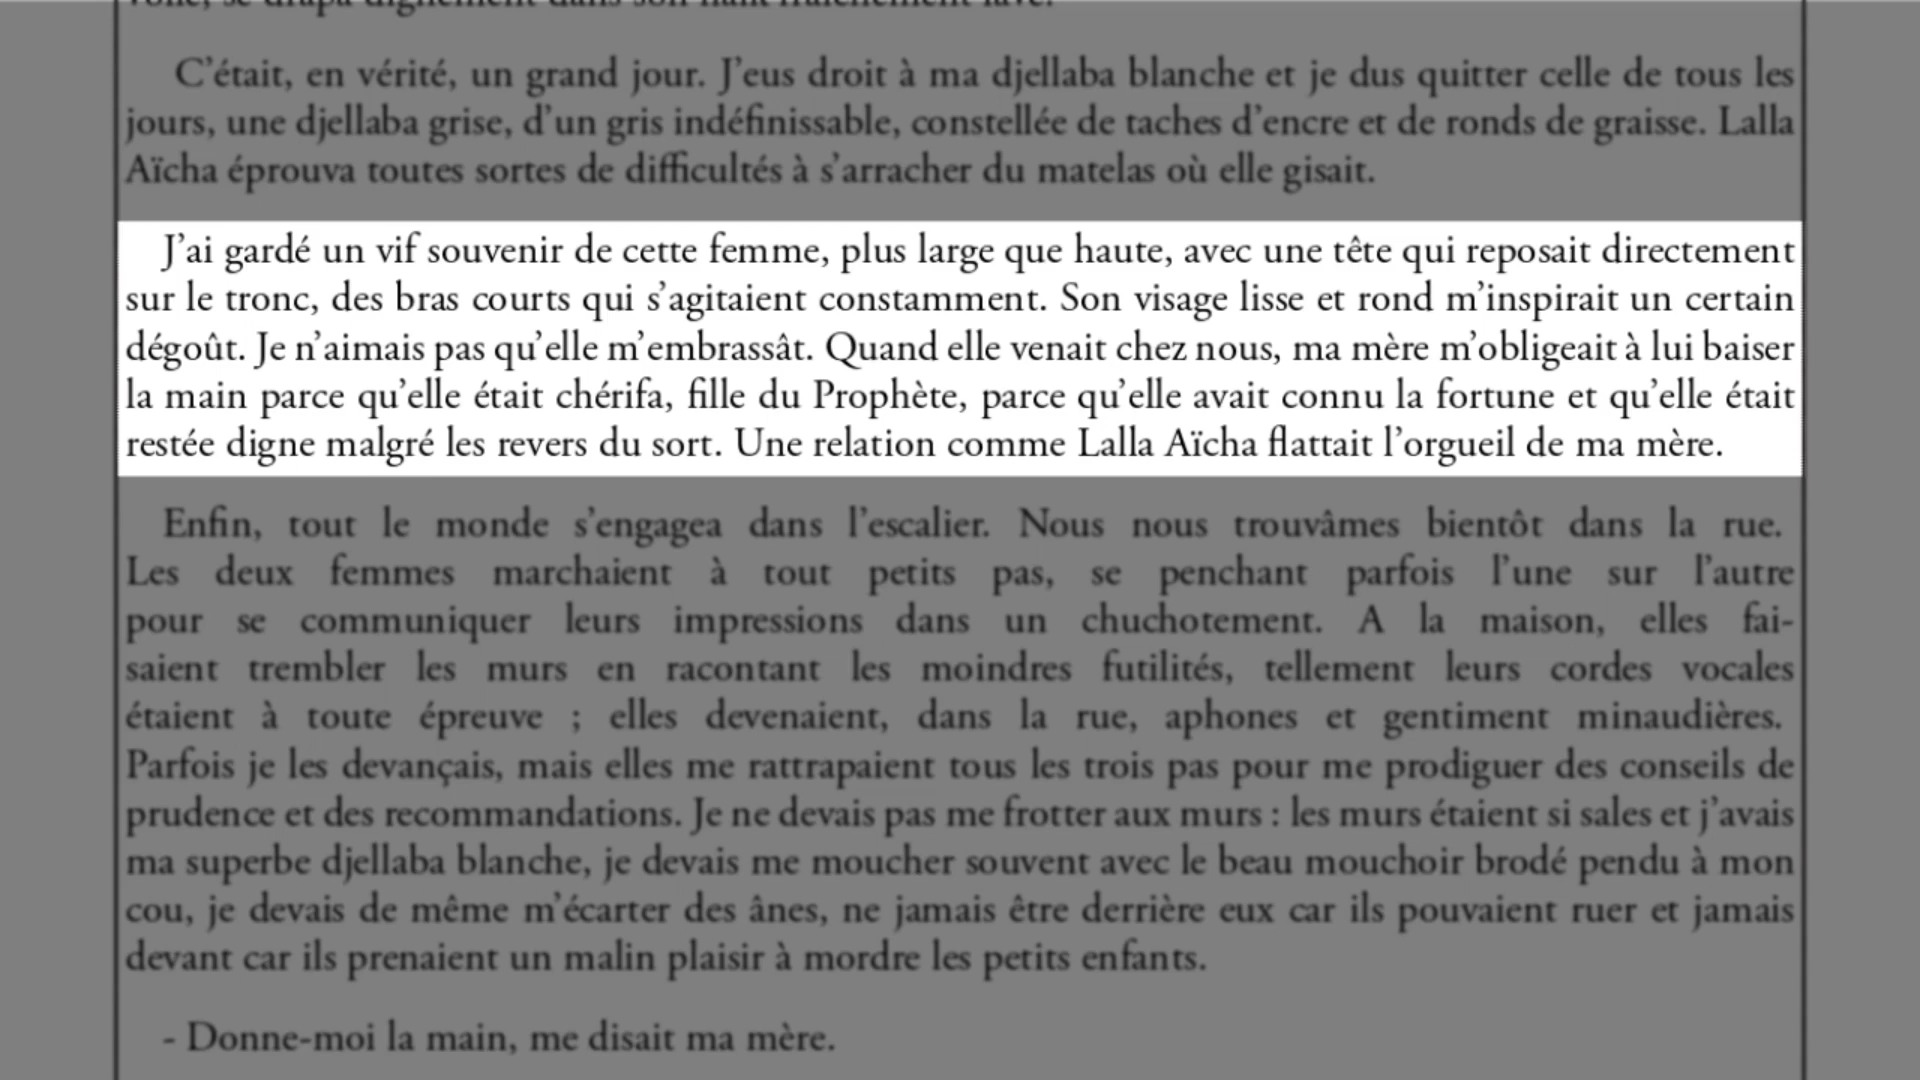 C'était, en vérité, un grand jour. J'eus droit à ma djellaba blanche et je dus quitter celle de tous les
jours, une djellaba grise, d'un gris indéfinissable, constellée de taches d'encre et de ronds de graisse. Lalla
Aïcha éprouva toutes sortes de difficultés à s'arracher du matelas où elle gisait.
J'ai gardé un vif souvenir de cette femme, plus large que haute, avec une tête qui reposait directement
sur le tronc, des bras courts qui s'agitaient constamment. Son visage lisse et rond m'inspirait un certain
dégoût. Je n'aimais pas qu'elle m'embrassât. Quand elle venait chez nous, ma mère m'obligeait à lui baiser
la main parce qu'elle était chérifa, fille du Prophète, parce qu'elle avait connu la fortune et qu'elle était
restée digne malgré les revers du sort. Une relation comme Lalla Aïcha flattait l'orgueil de ma mère.
Enfin, tout le monde s'engagea dans l'escalier. Nous nous trouvâmes bientôt dans la rue.
Les deux femmes marchaient à tout petits pas, se penchant parfois l'une sur l'autre
pour se communiquer leurs impressions dans un chuchotement. A la maison, elles fai-
saient trembler les murs en racontant les moindres futilités, tellement leurs cordes vocales
étaient à toute épreuve ; elles devenaient, dans la rue, aphones et gentiment minaudières.
Parfois je les devançais, mais elles me rattrapaient tous les trois pas pour me prodiguer des conseils de
prudence et des recommandations. Je ne devais pas me frotter aux murs : les murs étaient si sales et j'avais
ma superbe djellaba blanche, je devais me moucher souvent avec le beau mouchoir brodé pendu à mon
cou, je devais de même m'écarter des ânes, ne jamais être derrière eux car ils pouvaient ruer et jamais
devant car ils prenaient un malin plaisir à mordre les petits enfants.
- Donne-moi la main, me disait ma mère.